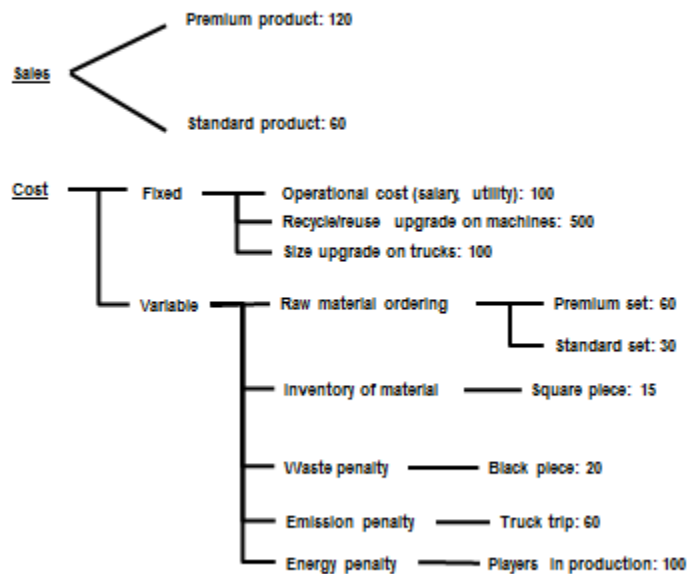 Premium product: 120
Sales
Standard product: 60
Cost
Fixed
Operational cost (salary, utility): 100
Recycle/reuse upgrade on machines: 500
Size upgrade on trucks: 100
Variable
Raw material ordering
Premium set: 60
Standard set: 30
Inventory of material
Square piece: 15
Waste penalty
Black piece: 20
Emission penalty
Truck trip: 60
Energy penalty
Players in production: 100